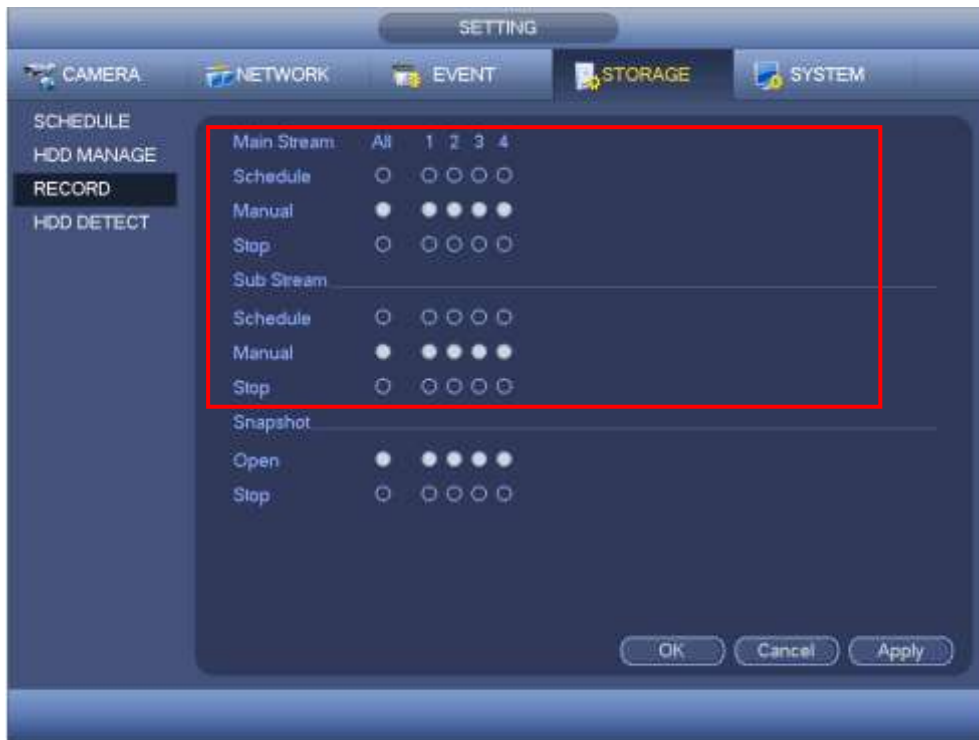 SETTING
CAMERA NETWORK EVENT STORAGE SYSTEM
SCHEDULE
HDD MANAGE
RECORD
HDD DETECT
Main Stream All 1 2 3 4
Schedule
Manual
Stop
Sub Stream
Schedule
Manual
Stop
Snapshot
Open
Stop
OK Cancel Apply